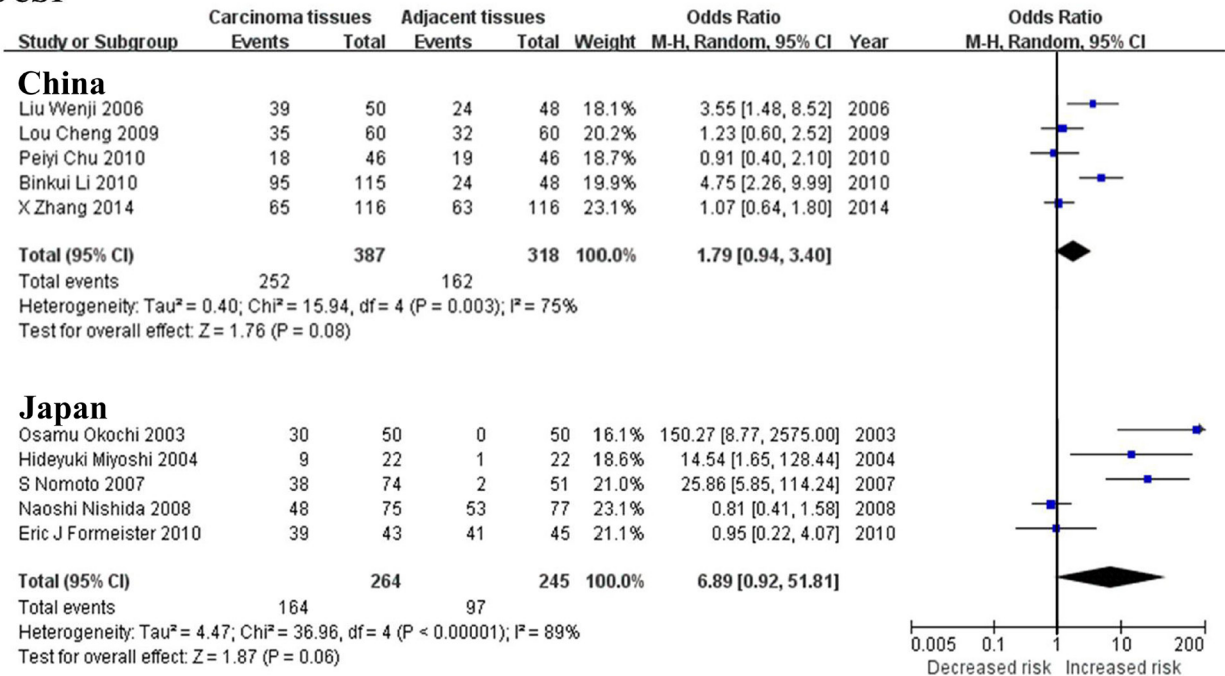 Carcinoma tissues Adjacent tissues Odds Ratio Odds Ratio
Study or Subgroup Events Total Events Total Weight M-H, Random, 95% CI Year M-H, Random, 95% CI
China
Liu Wenji 2006 39 50 24 48 18.1% 3.55 [1.48, 8.52] 2006
Lou Cheng 2009 35 60 32 60 20.2% 1.23 [0.60, 2.52] 2009
Peiyi Chu 2010 18 46 19 46 18.7% 0.91 [0.40, 2.10] 2010
Binkui Li 2010 95 115 24 48 19.9% 4.75 [2.26, 9.99] 2010
X Zhang 2014 65 116 63 116 23.1% 1.07 [0.64, 1.80] 2014
Total (95% CI) 387 318 100.0% 1.79 [0.94, 3.40]
Total events 252 162
Heterogeneity: Tau² = 0.40; Chi² = 15.94, df = 4 (P = 0.003); I² = 75%
Test for overall effect: Z = 1.76 (P = 0.08)
Japan
Osamu Okochi 2003 30 50 0 50 16.1% 150.27 [8.77, 2575.00] 2003
Hideyuki Miyoshi 2004 9 22 1 22 18.6% 14.54 [1.65, 128.44] 2004
S Nomoto 2007 38 74 2 51 21.0% 25.86 [5.85, 114.24] 2007
Naoshi Nishida 2008 48 75 53 77 23.1% 0.81 [0.41, 1.58] 2008
Eric J Formeister 2010 39 43 41 45 21.1% 0.95 [0.22, 4.07] 2010
Total (95% CI) 264 245 100.0% 6.89 [0.92, 51.81]
Total events 164 97
Heterogeneity: Tau² = 4.47; Chi² = 36.96, df = 4 (P < 0.00001); I² = 89%
Test for overall effect: Z = 1.87 (P = 0.06)
0.005 0.1 1 10 200
Decreased risk Increased risk